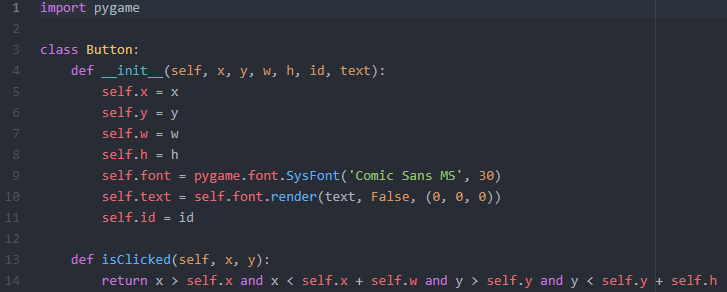 1 import pygame
2
3 class Button:
4     def __init__(self, x, y, w, h, id, text):
5         self.x = x
6         self.y = y
7         self.w = w
8         self.h = h
9         self.font = pygame.font.SysFont('Comic Sans MS', 30)
10         self.text = self.font.render(text, False, (0, 0, 0))
11         self.id = id
12
13     def isClicked(self, x, y):
14         return x > self.x and x < self.x + self.w and y > self.y and y < self.y + self.h